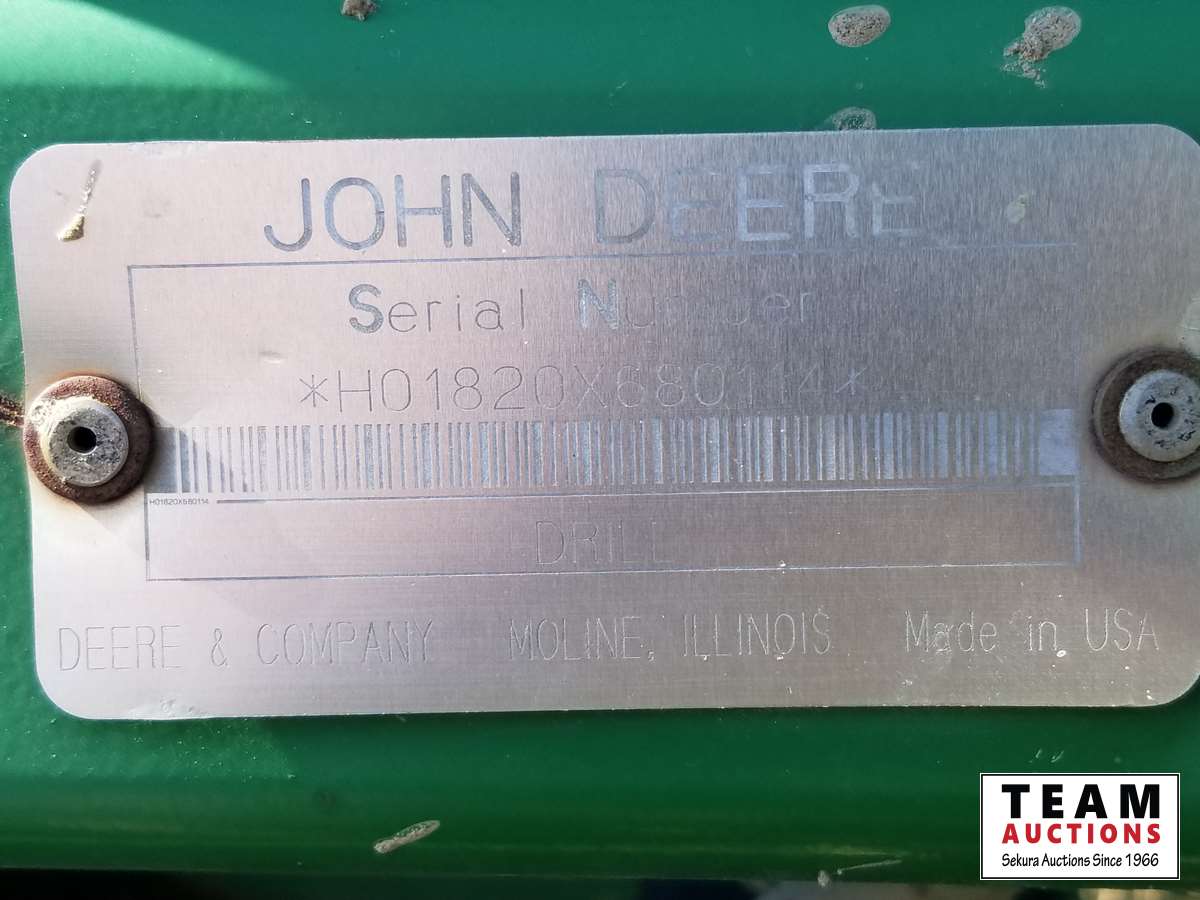 JOHN DEERE
Serial Number
*H01820X680114*
H01820X680114
DRILL
DEERE & COMPANY MOLINE, ILLINOIS Made in USA
TEAM
AUCTIONS
Sekura Auctions Since 1966